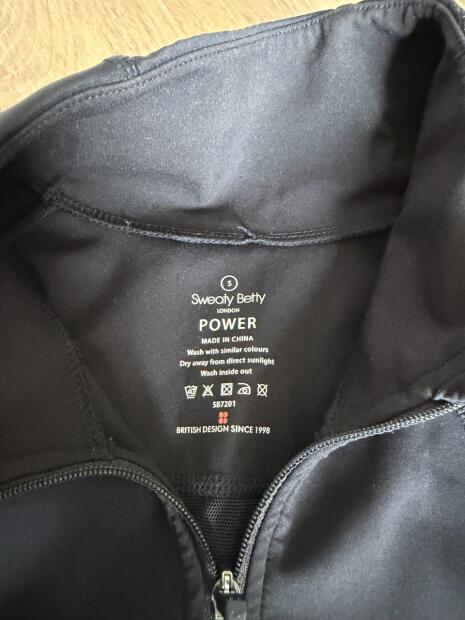 S
Sweaty Betty
LONDON
POWER
MADE IN CHINA
Wash with similar colours
Dry away from direct sunlight
Wash inside out
40
SB7201
BRITISH DESIGN SINCE 1998